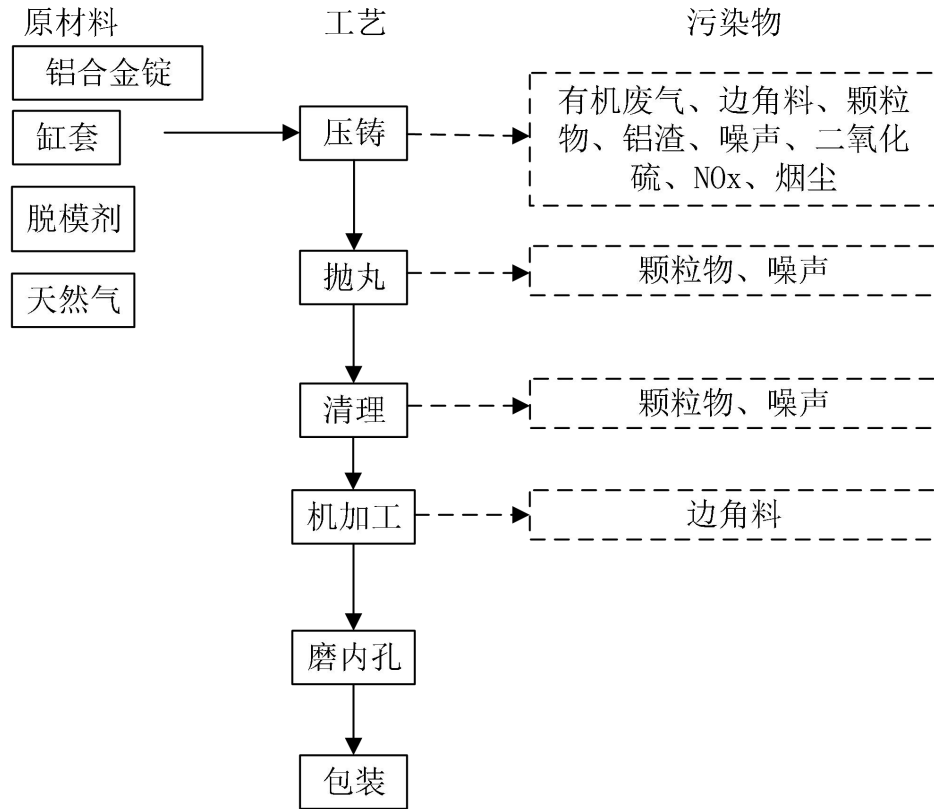 原材料
工艺
污染物
铝合金锭
缸套
脱模剂
天然气
压铸
有机废气、边角料、颗粒
物、铝渣、噪声、二氧化
硫、NOx、烟尘
抛丸
颗粒物、噪声
清理
颗粒物、噪声
机加工
边角料
磨内孔
包装